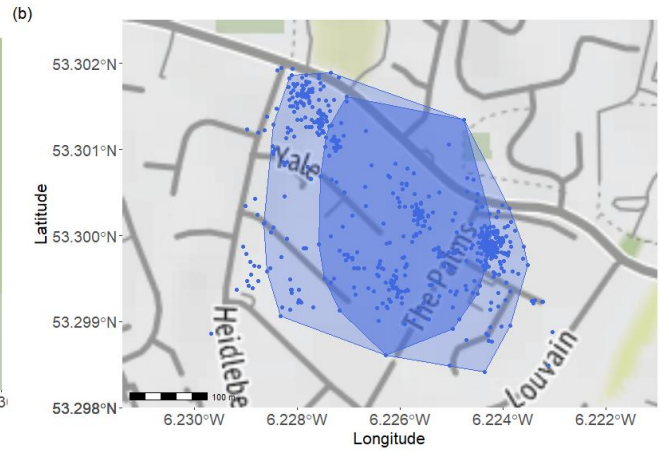 (b)
53.302°N
53.301°N
53.300°N
53.299°N
53.298°N
Latitude
Yale
The Palms
Heidlebe
Louvain
100 m
6.230°W
6.228°W
6.226°W
6.224°W
6.222°W
Longitude